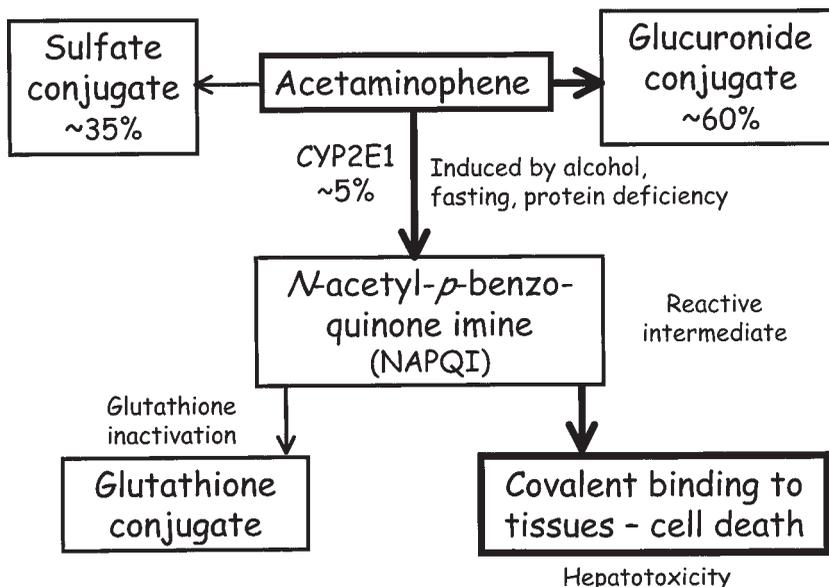 Sulfate
conjugate
~35%
Acetaminophene
Glucuronide
conjugate
~60%
CYP2E1
~5%
Induced by alcohol,
fasting, protein deficiency
N-acetyl-p-benzo-
quinone imine
(NAPQI)
Reactive
intermediate
Glutathione
inactivation
Glutathione
conjugate
Covalent binding to
tissues – cell death
Hepatotoxicity